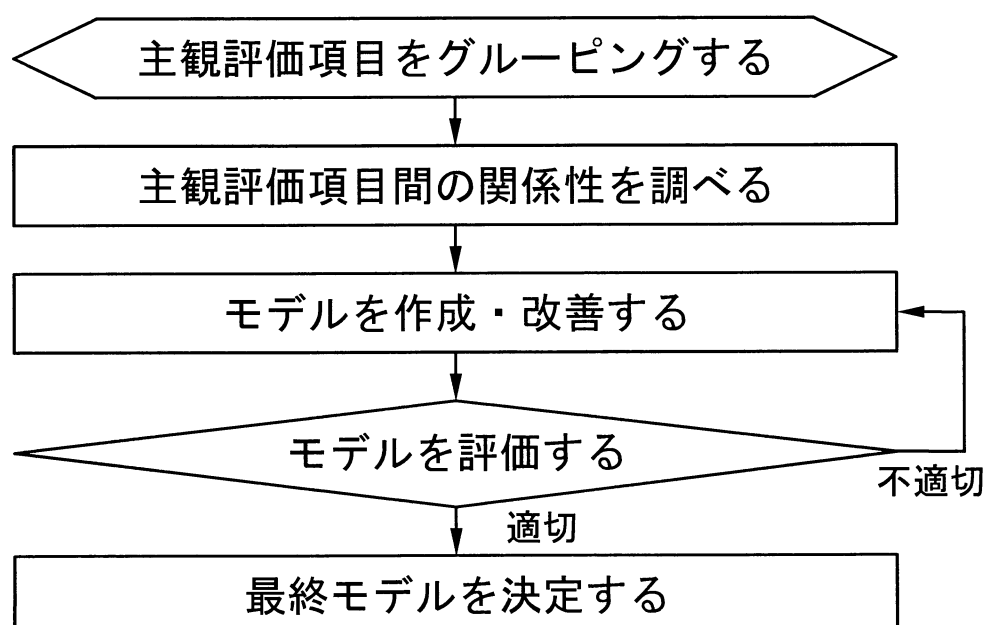 主観評価項目をグルーピングする
主観評価項目間の関係性を調べる
モデルを作成・改善する
モデルを評価する
不適切
適切
最終モデルを決定する